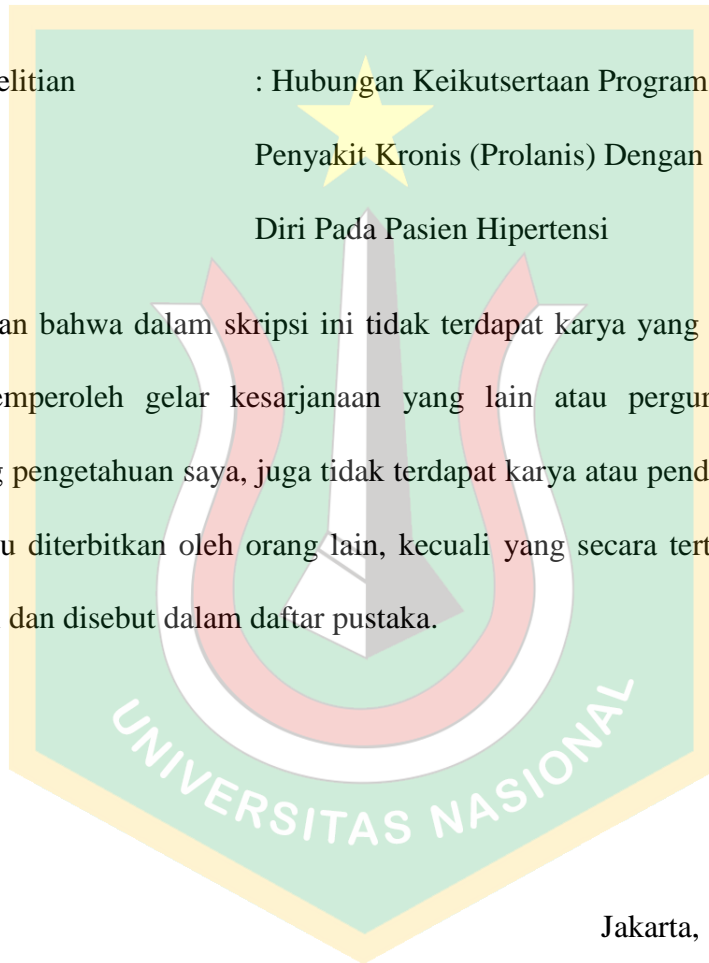 elitian : Hubungan Keikutsertaan Program
Penyakit Kronis (Prolanis) Dengan
Diri Pada Pasien Hipertensi
an bahwa dalam skripsi ini tidak terdapat karya yang
emperoleh gelar kesarjanaan yang lain atau pergur
g pengetahuan saya, juga tidak terdapat karya atau pend
u diterbitkan oleh orang lain, kecuali yang secara tert
dan disebut dalam daftar pustaka.
UNIVERSITAS NASIONAL
Jakarta,